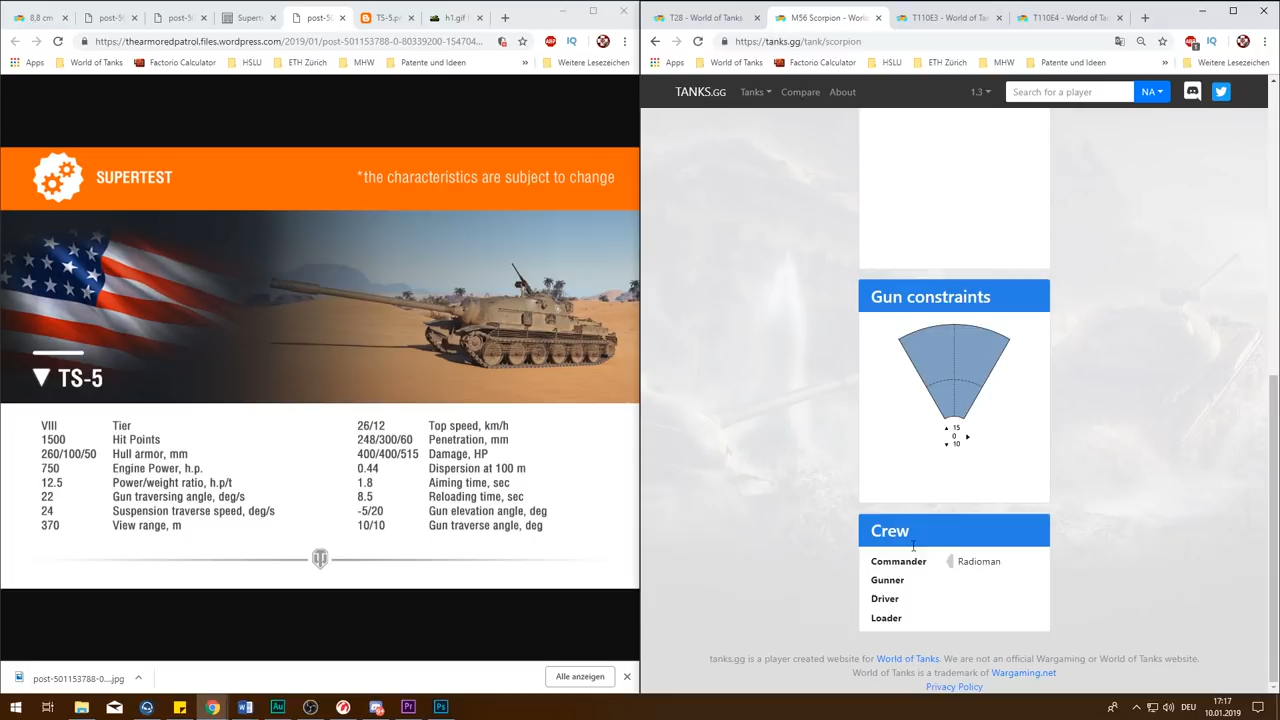 8,8 cm
post-50
post-50
Supert
post-50
TS-5.p
h1.gif
https://thearmoredpatrol.files.wordpress.com/2019/01/post-501153788-0-80339200-154704...
Apps
World of Tanks
Factorio Calculator
HSLU
ETH Zürich
MHW
Patente und Ideen
»
Weitere Lesezeichen
SUPERTEST
*the characteristics are subject to change
TS-5
VIII Tier
1500 Hit Points
260/100/50 Hull armor, mm
750 Engine Power, h.p.
12.5 Power/weight ratio, h.p/t
22 Gun traversing angle, deg/s
24 Suspension traverse speed, deg/s
370 View range, m
26/12 Top speed, km/h
248/300/60 Penetration, mm
400/400/515 Damage, HP
0.44 Dispersion at 100 m
1.8 Aiming time, sec
8.5 Reloading time, sec
-5/20 Gun elevation angle, deg
10/10 Gun traverse angle, deg
post-501153788-0....jpg
Alle anzeigen
T28 - World of Tanks
M56 Scorpion - Worl
T110E3 - World of Ta
T110E4 - World of Ta
https://tanks.gg/tank/scorpion
Apps
World of Tanks
Factorio Calculator
HSLU
ETH Zürich
MHW
Patente und Ideen
»
Weitere Lesezeichen
TANKS.GG
Tanks
Compare
About
1.3
Search for a player
NA
Gun constraints
15
0
10
Crew
Commander Radioman
Gunner
Driver
Loader
tanks.gg is a player created website for World of Tanks. We are not an official Wargaming or World of Tanks website.
World of Tanks is a trademark of Wargaming.net
Privacy Policy
DEU
17:17
10.01.2019